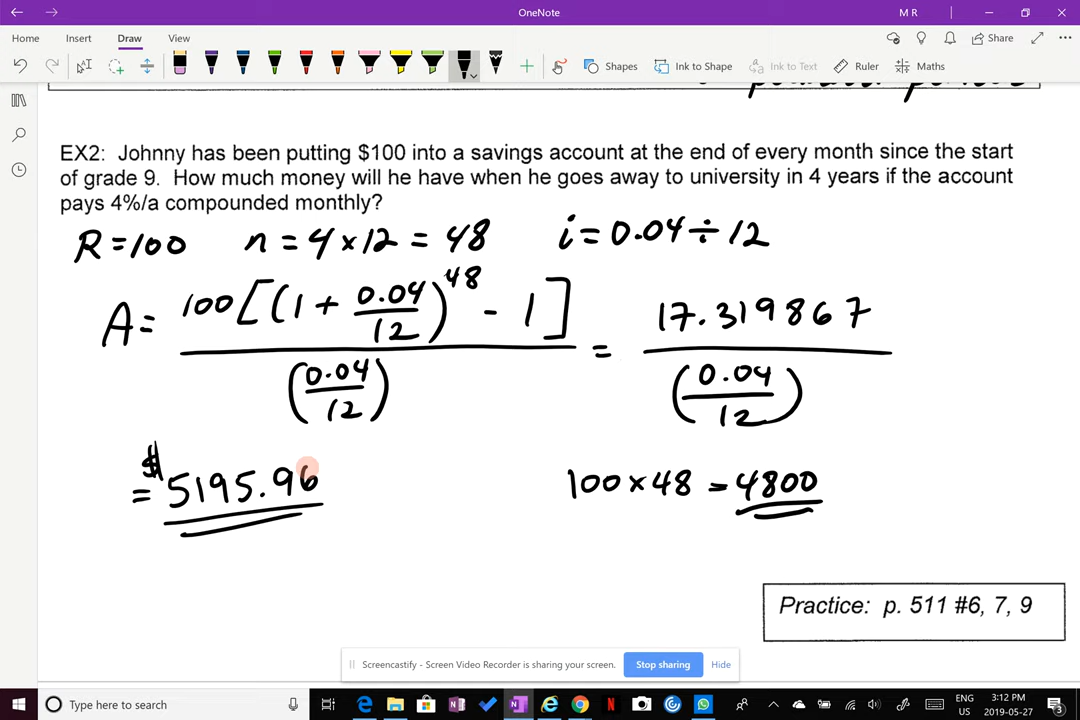 OneNote
M R
Home Insert Draw View
Share
Shapes Ink to Shape Ink to Text Ruler Maths
EX2: Johnny has been putting $100 into a savings account at the end of every month since the start
of grade 9. How much money will he have when he goes away to university in 4 years if the account
pays 4%/a compounded monthly?
R = 100 n = 4 × 12 = 48 i = 0.04 ÷ 12
A = 100[(1 + 0.04/12)^48 - 1] / (0.04/12) = 17.319867 / (0.04/12)
= $5195.96 100 × 48 = 4800
Practice: p. 511 #6, 7, 9
Screencastify - Screen Video Recorder is sharing your screen. Stop sharing Hide
Type here to search
ENG
US
3:12 PM
2019-05-27
3